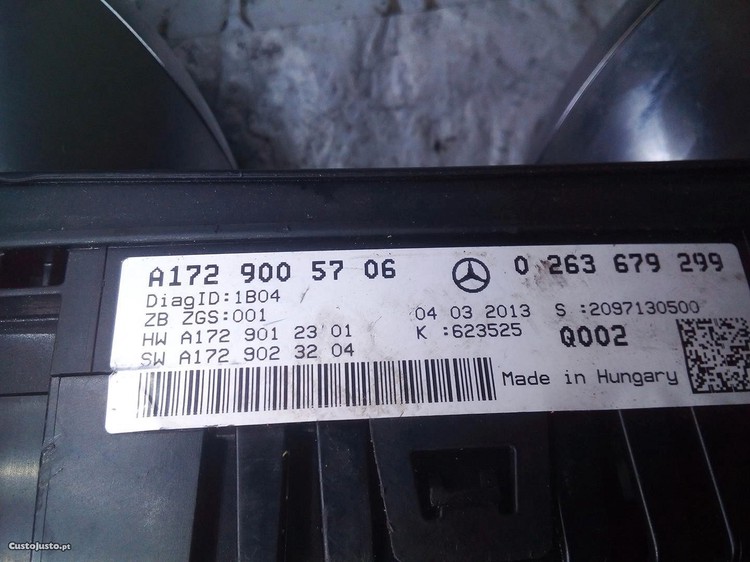 A172 900 57 06
0 263 679 299
DiagID:1B04
ZB ZGS:001
04 03 2013 S :2097130500
HW A172 901 23 01
K :623525
Q002
SW A172 902 32 04
Made in Hungary
CustoJusto.pt